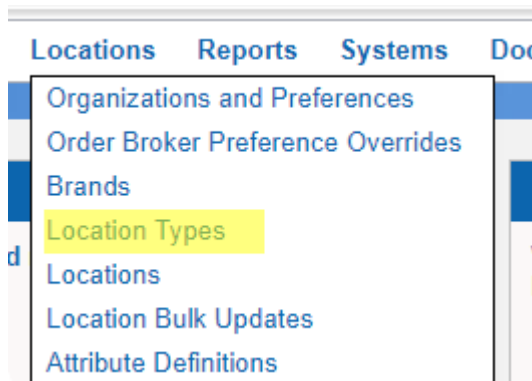 Locations Reports Systems
Organizations and Preferences
Order Broker Preference Overrides
Brands
Location Types
Locations
Location Bulk Updates
Attribute Definitions